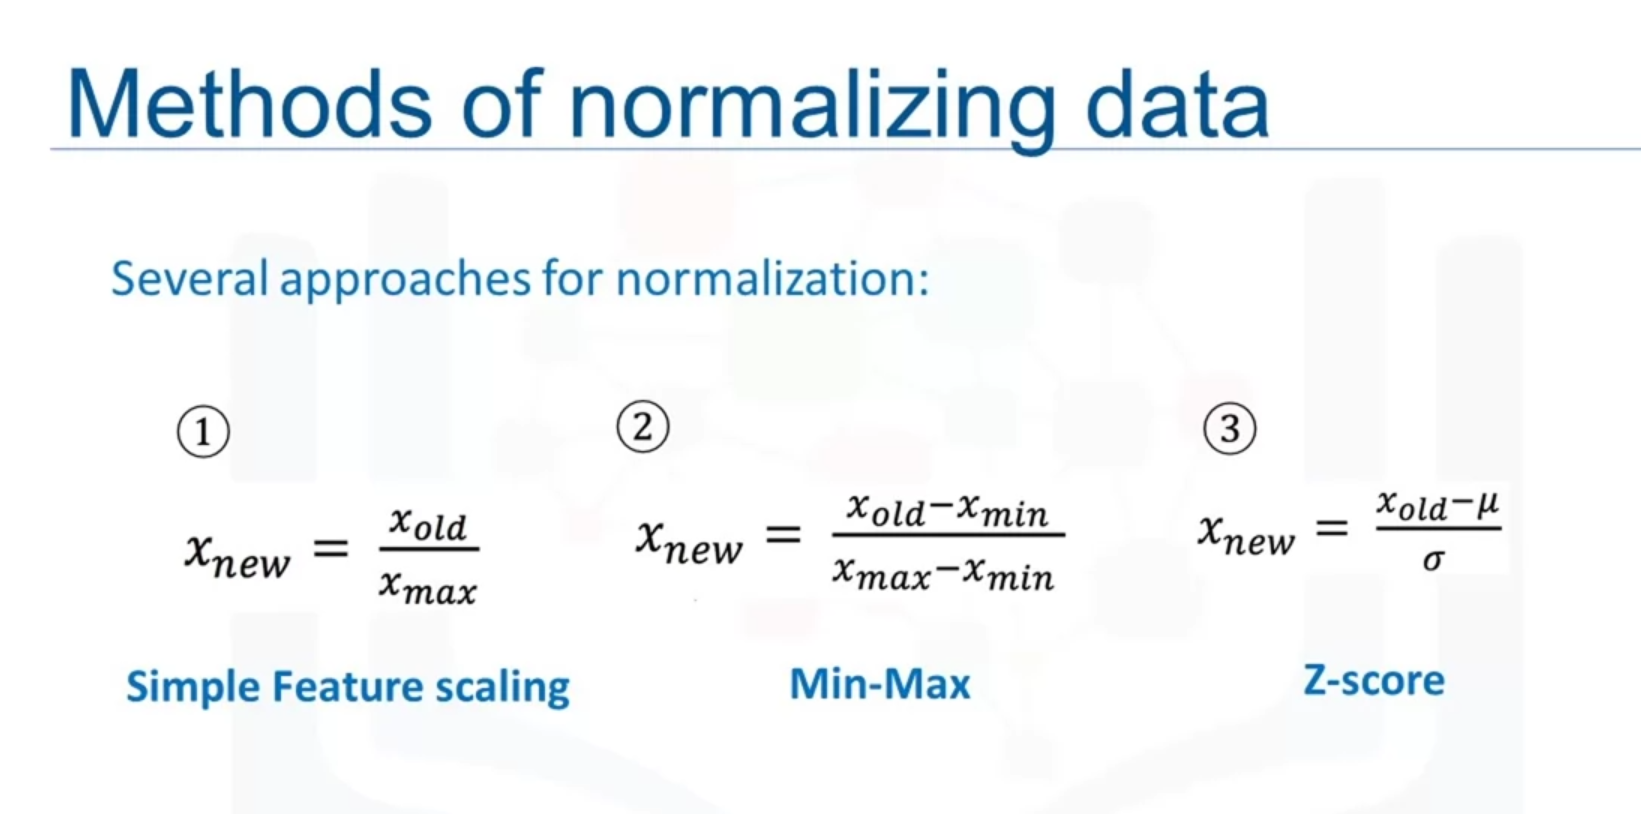 Methods of normalizing data
Several approaches for normalization:
① ② ③
x_new = x_old / x_max
x_new = (x_old − x_min) / (x_max − x_min)
x_new = (x_old − μ) / σ
Simple Feature scaling
Min-Max
Z-score